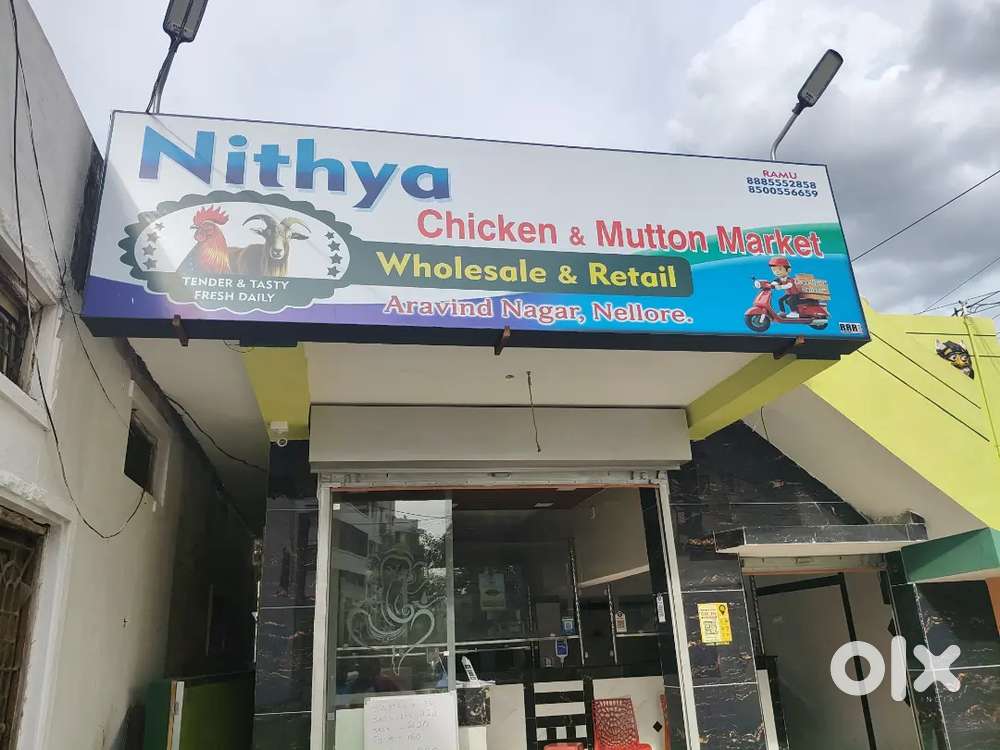 Nithya
RAMU
8885552858
8500556659
Chicken & Mutton Market
TENDER & TASTY
FRESH DAILY
Wholesale & Retail
Aravind Nagar, Nellore.
olx